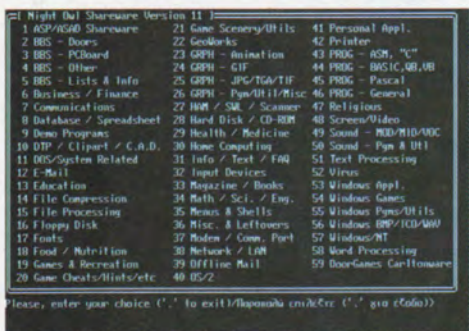 [ Night Owl Shareware Version 11 ]
1 ASP/ASAD Shareware
2 BBS - Doors
3 BBS - PCBoard
4 BBS - Other
5 BBS - Lists & Info
6 Business / Finance
7 Communications
8 Database / Spreadsheet
9 Demo Programs
10 DTP / Clipart / C.A.D.
11 DOS/System Related
12 E-Mail
13 Education
14 File Compression
15 File Processing
16 Floppy Disk
17 Fonts
18 Food / Nutrition
19 Games & Recreation
20 Game Cheats/Hints/etc
21 Game Scenery/Utils
22 GeoWorks
23 GRPH - Animation
24 GRPH - GIF
25 GRPH - JPG/TGA/TIF
26 GRPH - Pgm/Util/Misc
27 HAM / SWL / Scanner
28 Hard Disk / CD-ROM
29 Health / Medicine
30 Home Computing
31 Info / Text / FAQ
32 Input Devices
33 Magazine / Books
34 Math / Sci. / Eng.
35 Menus & Shells
36 Misc. & Leftovers
37 Modem / Comm. Port
38 Network / LAN
39 Offline Mail
40 OS/2
41 Personal Appl.
42 Printer
43 PROG - ASM, "C"
44 PROG - BASIC,QB,VB
45 PROG - Pascal
46 PROG - General
47 Religious
48 Screen/Video
49 Sound - MOD/MID/VOC
50 Sound - Pgm & Utl
51 Text Processing
52 Virus
53 Windows Appl.
54 Windows Games
55 Windows Pgms/Utils
56 Windows BMP/ICO/WAV
57 Windows/NT
58 Word Processing
59 DoorGames Carltonware
Please, enter your choice ('.' to exit)/Παρακαλώ επιλέξτε ('.' για έξοδο))